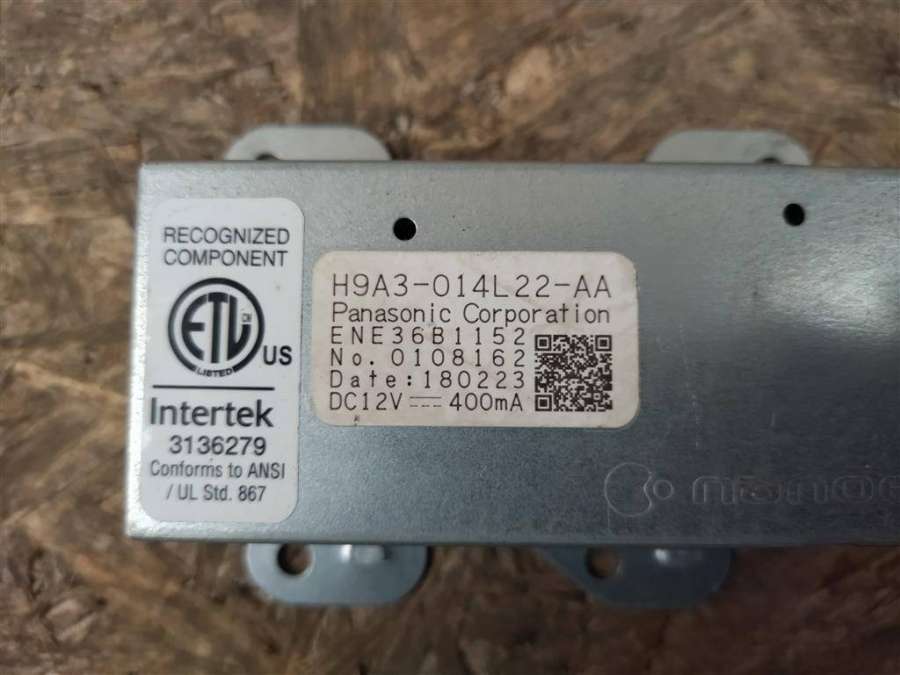 RECOGNIZED
COMPONENT
ETL
CM
LISTED
US
Intertek
3136279
Conforms to ANSI
/ UL Std. 867
H9A3-014L22-AA
Panasonic Corporation
ENE36B1152
No. 0108162
Date:180223
DC12V ⎓ 400mA